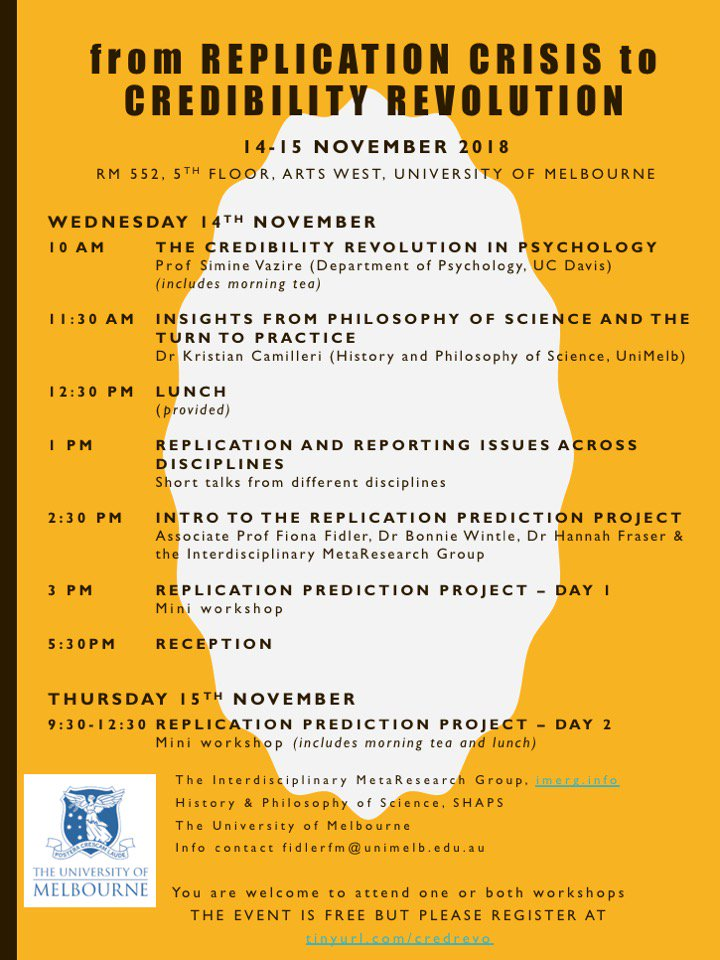 from REPLICATION CRISIS to
CREDIBILITY REVOLUTION
14-15 NOVEMBER 2018
RM 552, 5TH FLOOR, ARTS WEST, UNIVERSITY OF MELBOURNE
WEDNESDAY 14TH NOVEMBER
10 AM THE CREDIBILITY REVOLUTION IN PSYCHOLOGY
Prof Simine Vazire (Department of Psychology, UC Davis)
(includes morning tea)
11:30 AM INSIGHTS FROM PHILOSOPHY OF SCIENCE AND THE
TURN TO PRACTICE
Dr Kristian Camilleri (History and Philosophy of Science, UniMelb)
12:30 PM LUNCH
(provided)
1 PM REPLICATION AND REPORTING ISSUES ACROSS
DISCIPLINES
Short talks from different disciplines
2:30 PM INTRO TO THE REPLICATION PREDICTION PROJECT
Associate Prof Fiona Fidler, Dr Bonnie Wintle, Dr Hannah Fraser &
the Interdisciplinary MetaResearch Group
3 PM REPLICATION PREDICTION PROJECT – DAY 1
Mini workshop
5:30PM RECEPTION
THURSDAY 15TH NOVEMBER
9:30-12:30 REPLICATION PREDICTION PROJECT – DAY 2
Mini workshop (includes morning tea and lunch)
The Interdisciplinary MetaResearch Group, imerg.info
History & Philosophy of Science, SHAPS
The University of Melbourne
Info contact fidlerfm@unimelb.edu.au
POSTERA CRESCAM LAUDE
THE UNIVERSITY OF
MELBOURNE
You are welcome to attend one or both workshops
THE EVENT IS FREE BUT PLEASE REGISTER AT
tinyurl.com/credrevo